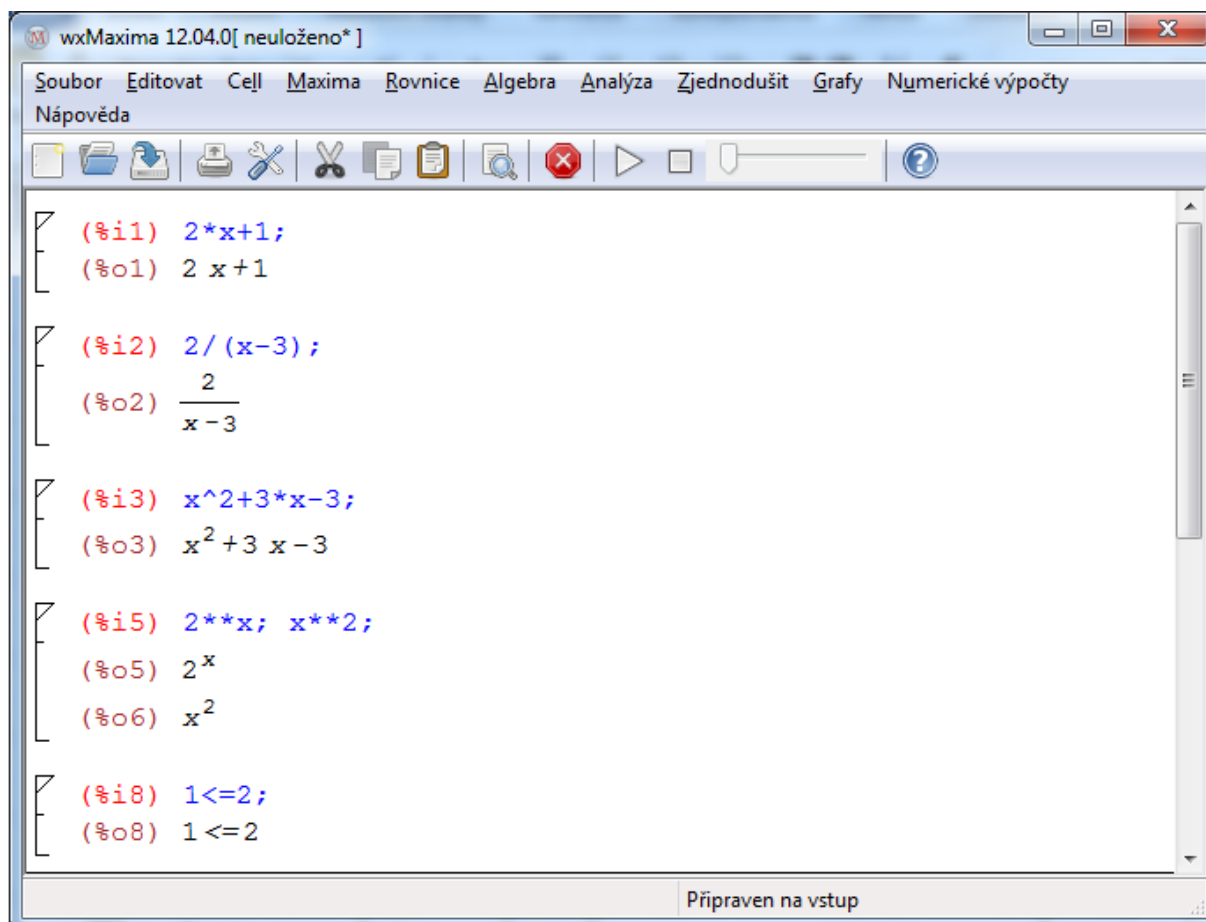 wxMaxima 12.04.0[ neuloženo* ]
Soubor Editovat Cell Maxima Rovnice Algebra Analýza Zjednodušit Grafy Numerické výpočty
Nápověda
(%i1) 2*x+1;
(%o1) 2 x+1
(%i2) 2/(x-3);
2
(%o2)
x-3
(%i3) x^2+3*x-3;
(%o3) x²+3 x-3
(%i5) 2**x; x**2;
(%o5) 2ˣ
(%o6) x²
(%i8) 1<=2;
(%o8) 1<=2
Připraven na vstup